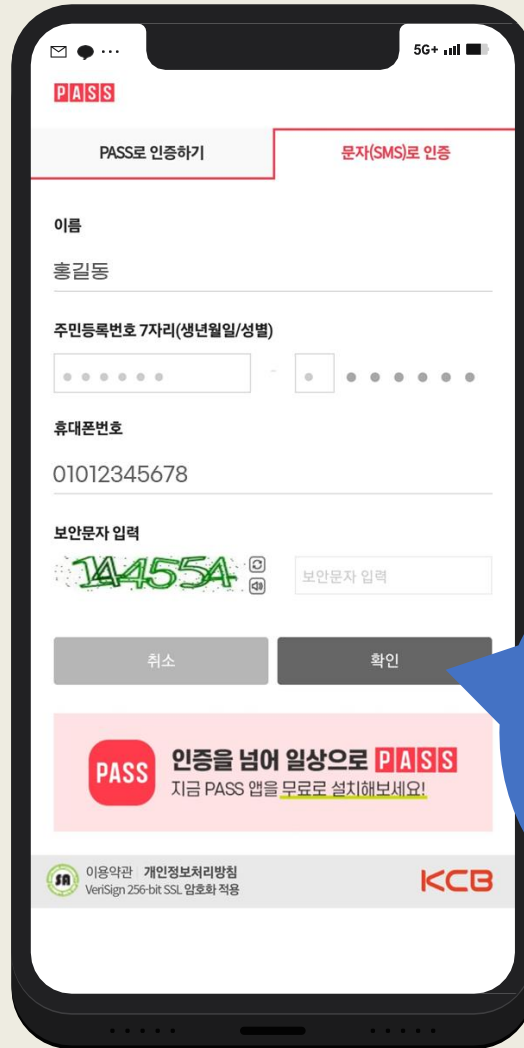 5G+
PASS
PASS로 인증하기
문자(SMS)로 인증
이름
홍길동
주민등록번호 7자리(생년월일/성별)
-
휴대폰번호
01012345678
보안문자 입력
144554
보안문자 입력
취소
확인
PASS
인증을 넘어 일상으로 PASS
지금 PASS 앱을 무료로 설치해보세요!
SA
이용약관 | 개인정보처리방침
VeriSign 256-bit SSL 암호화 적용
KCB